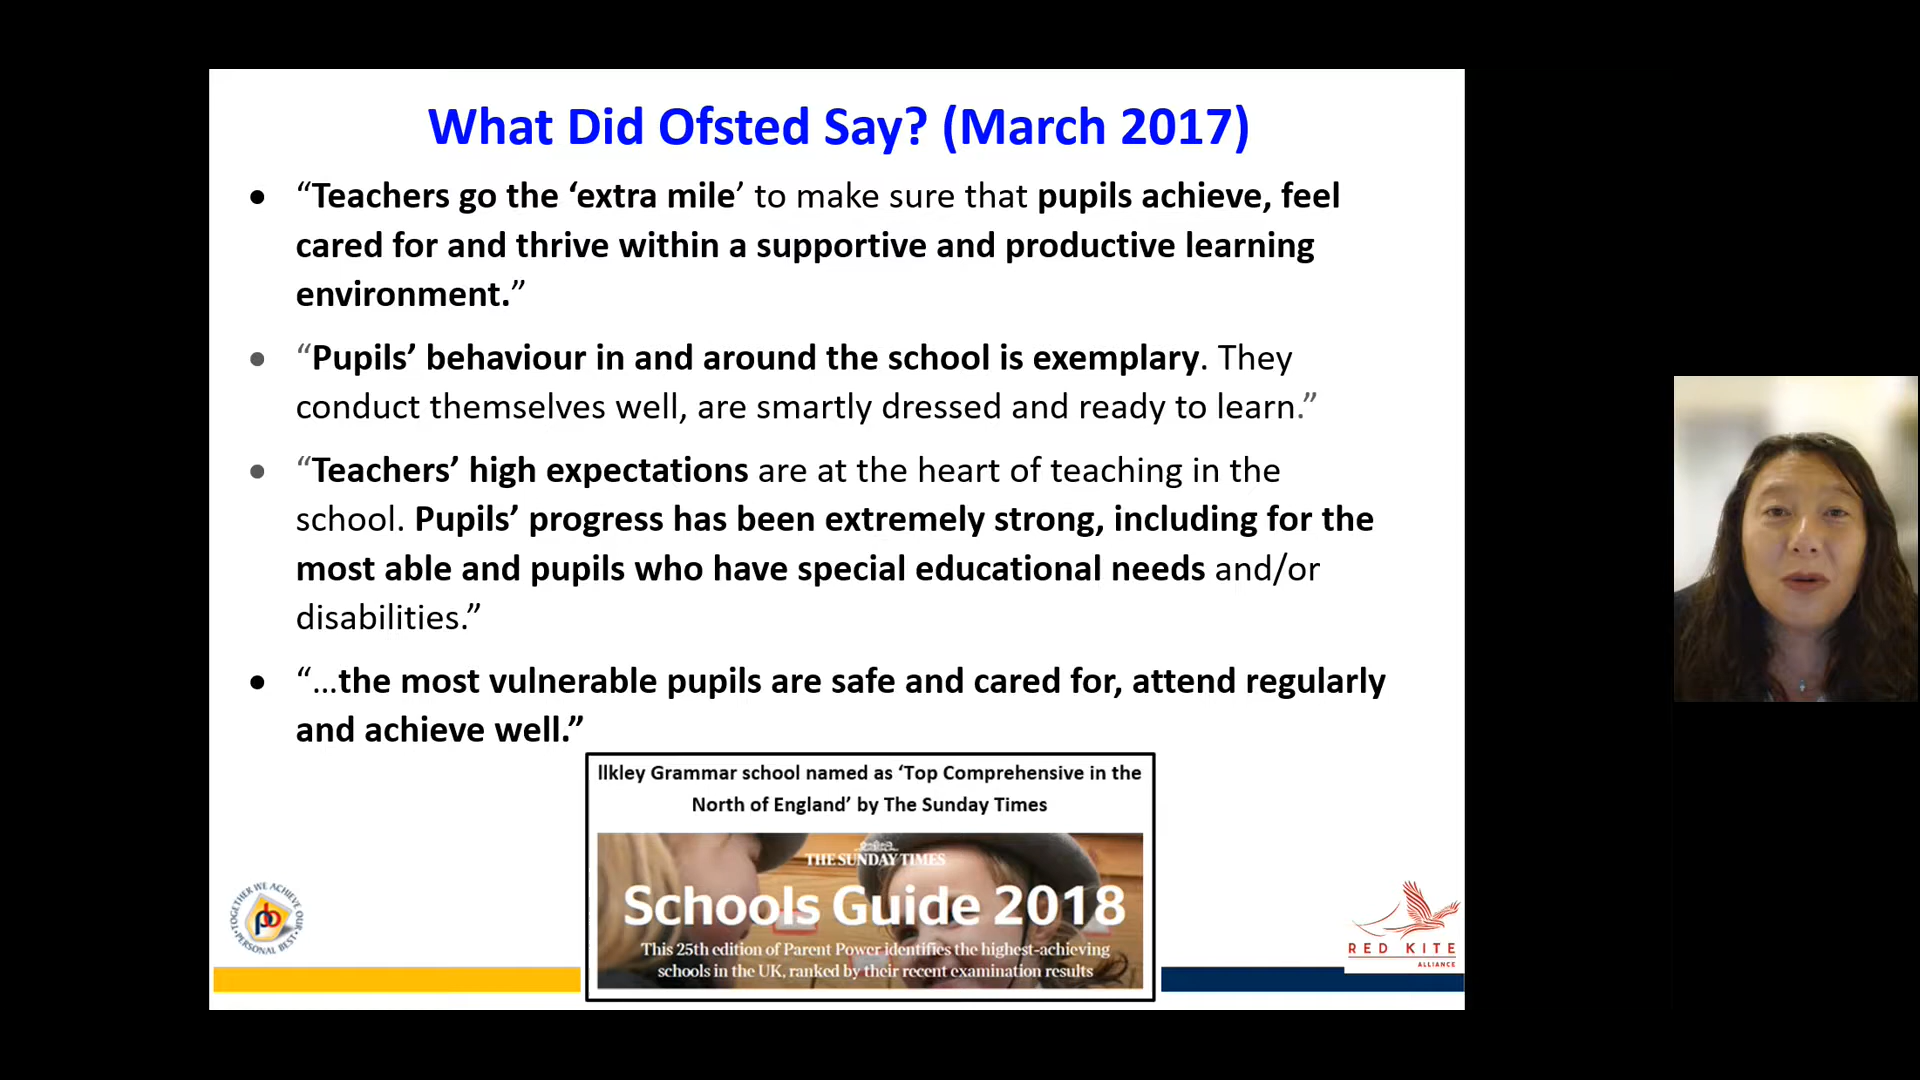 What Did Ofsted Say? (March 2017)
• “Teachers go the ‘extra mile’ to make sure that pupils achieve, feel
cared for and thrive within a supportive and productive learning
environment.”
• “Pupils’ behaviour in and around the school is exemplary. They
conduct themselves well, are smartly dressed and ready to learn.”
• “Teachers’ high expectations are at the heart of teaching in the
school. Pupils’ progress has been extremely strong, including for the
most able and pupils who have special educational needs and/or
disabilities.”
• “…the most vulnerable pupils are safe and cared for, attend regularly
and achieve well.”
Ilkley Grammar school named as ‘Top Comprehensive in the
North of England’ by The Sunday Times
THE SUNDAY TIMES
Schools Guide 2018
This 25th edition of Parent Power identifies the highest-achieving
schools in the UK, ranked by their recent examination results
TOGETHER WE ACHIEVE OUR
PERSONAL BEST
pb
RED KITE
ALLIANCE